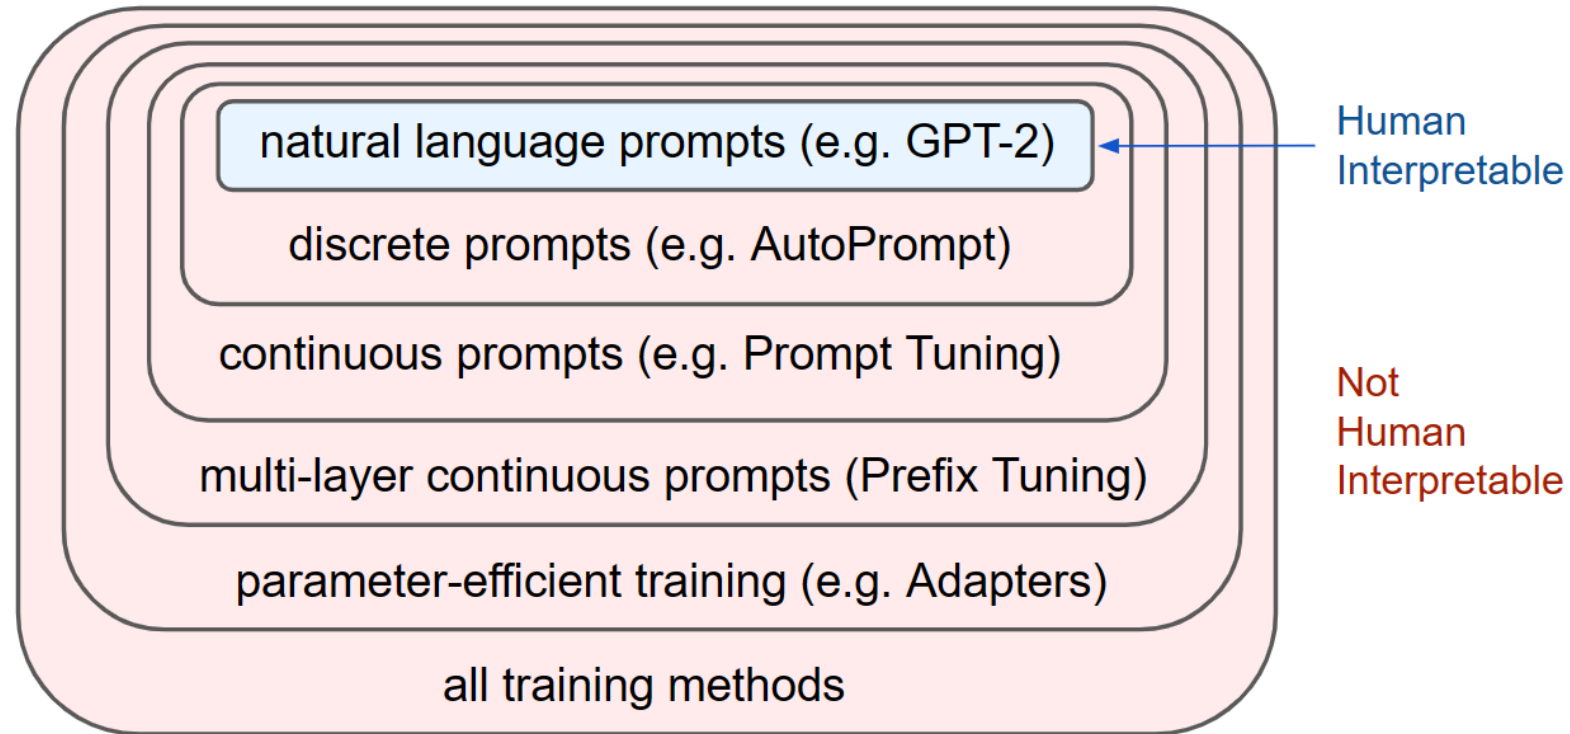 natural language prompts (e.g. GPT-2)
discrete prompts (e.g. AutoPrompt)
continuous prompts (e.g. Prompt Tuning)
multi-layer continuous prompts (Prefix Tuning)
parameter-efficient training (e.g. Adapters)
all training methods
Human
Interpretable
Not
Human
Interpretable